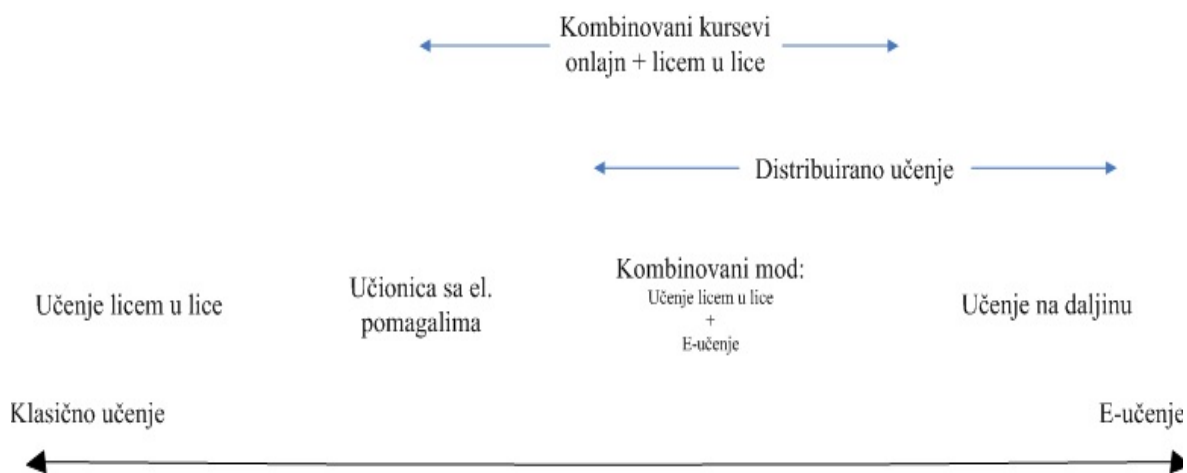 Kombinovani kursevi
onlajn + licem u lice
Distribuirano učenje
Učenje licem u lice
Učionica sa el.
pomagalima
Kombinovani mod:
Učenje licem u lice
+
E-učenje
Učenje na daljinu
Klasično učenje
E-učenje